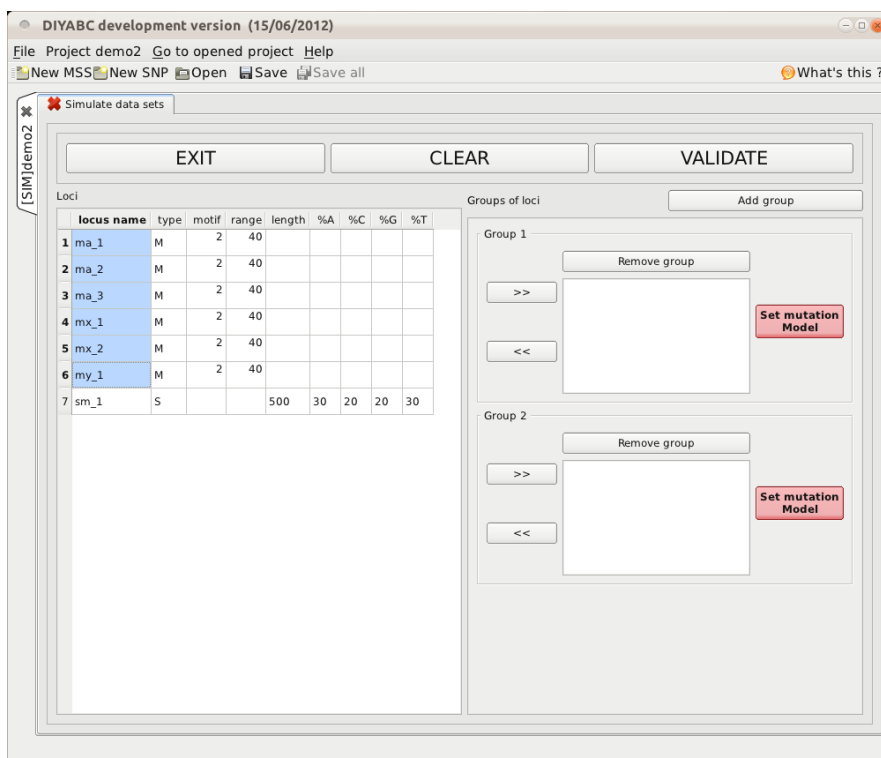 DIYABC development version (15/06/2012)
File Project demo2 Go to opened project Help
New MSS New SNP Open Save Save all What's this ?
[SIM]demo2
Simulate data sets
EXIT CLEAR VALIDATE
Loci
Groups of loci Add group
locus name type motif range length %A %C %G %T
1 ma_1 M 2 40
2 ma_2 M 2 40
3 ma_3 M 2 40
4 mx_1 M 2 40
5 mx_2 M 2 40
6 my_1 M 2 40
7 sm_1 S 500 30 20 20 30
Group 1
Remove group
>>
<<
Set mutation
Model
Group 2
Remove group
>>
<<
Set mutation
Model